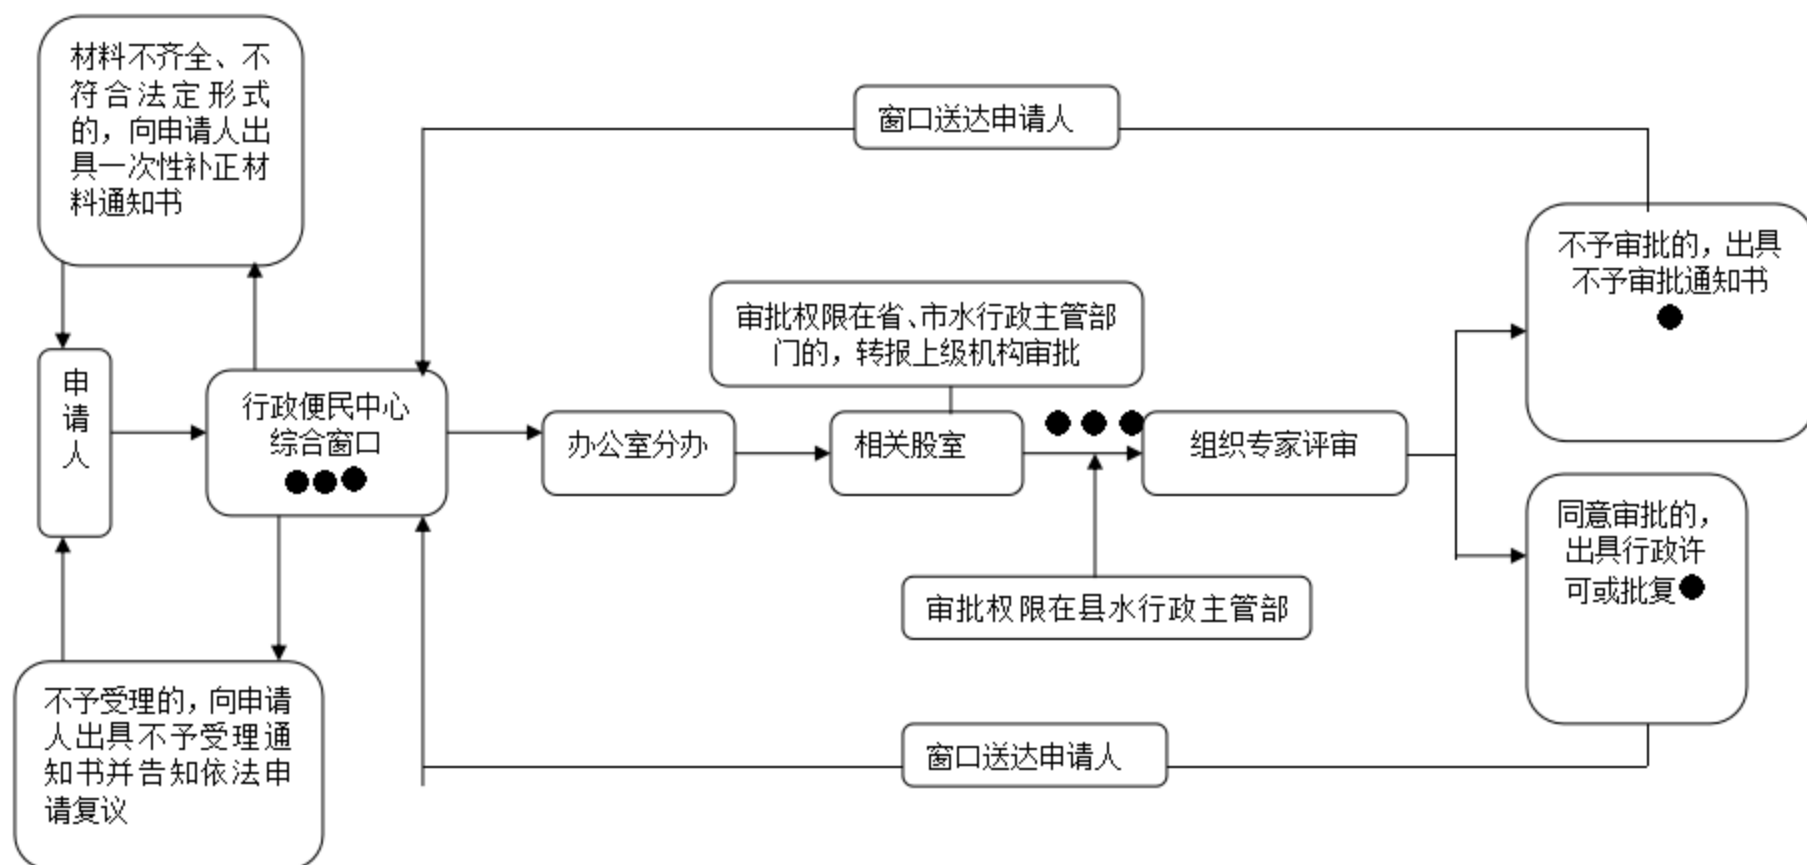 材料不齐全、不
符合法定形式
的，向申请人出
具一次性补正材
料通知书
窗口送达申请人
不予审批的，出具
不予审批通知书
●
审批权限在省、市水行政主管部
门的，转报上级机构审批
申
请
人
行政便民中心
综合窗口
●●●
办公室分办
相关股室
●●●
组织专家评审
同意审批的，
出具行政许
可或批复●
审批权限在县水行政主管部
不予受理的，向申请
人出具不予受理通
知书并告知依法申
请复议
窗口送达申请人